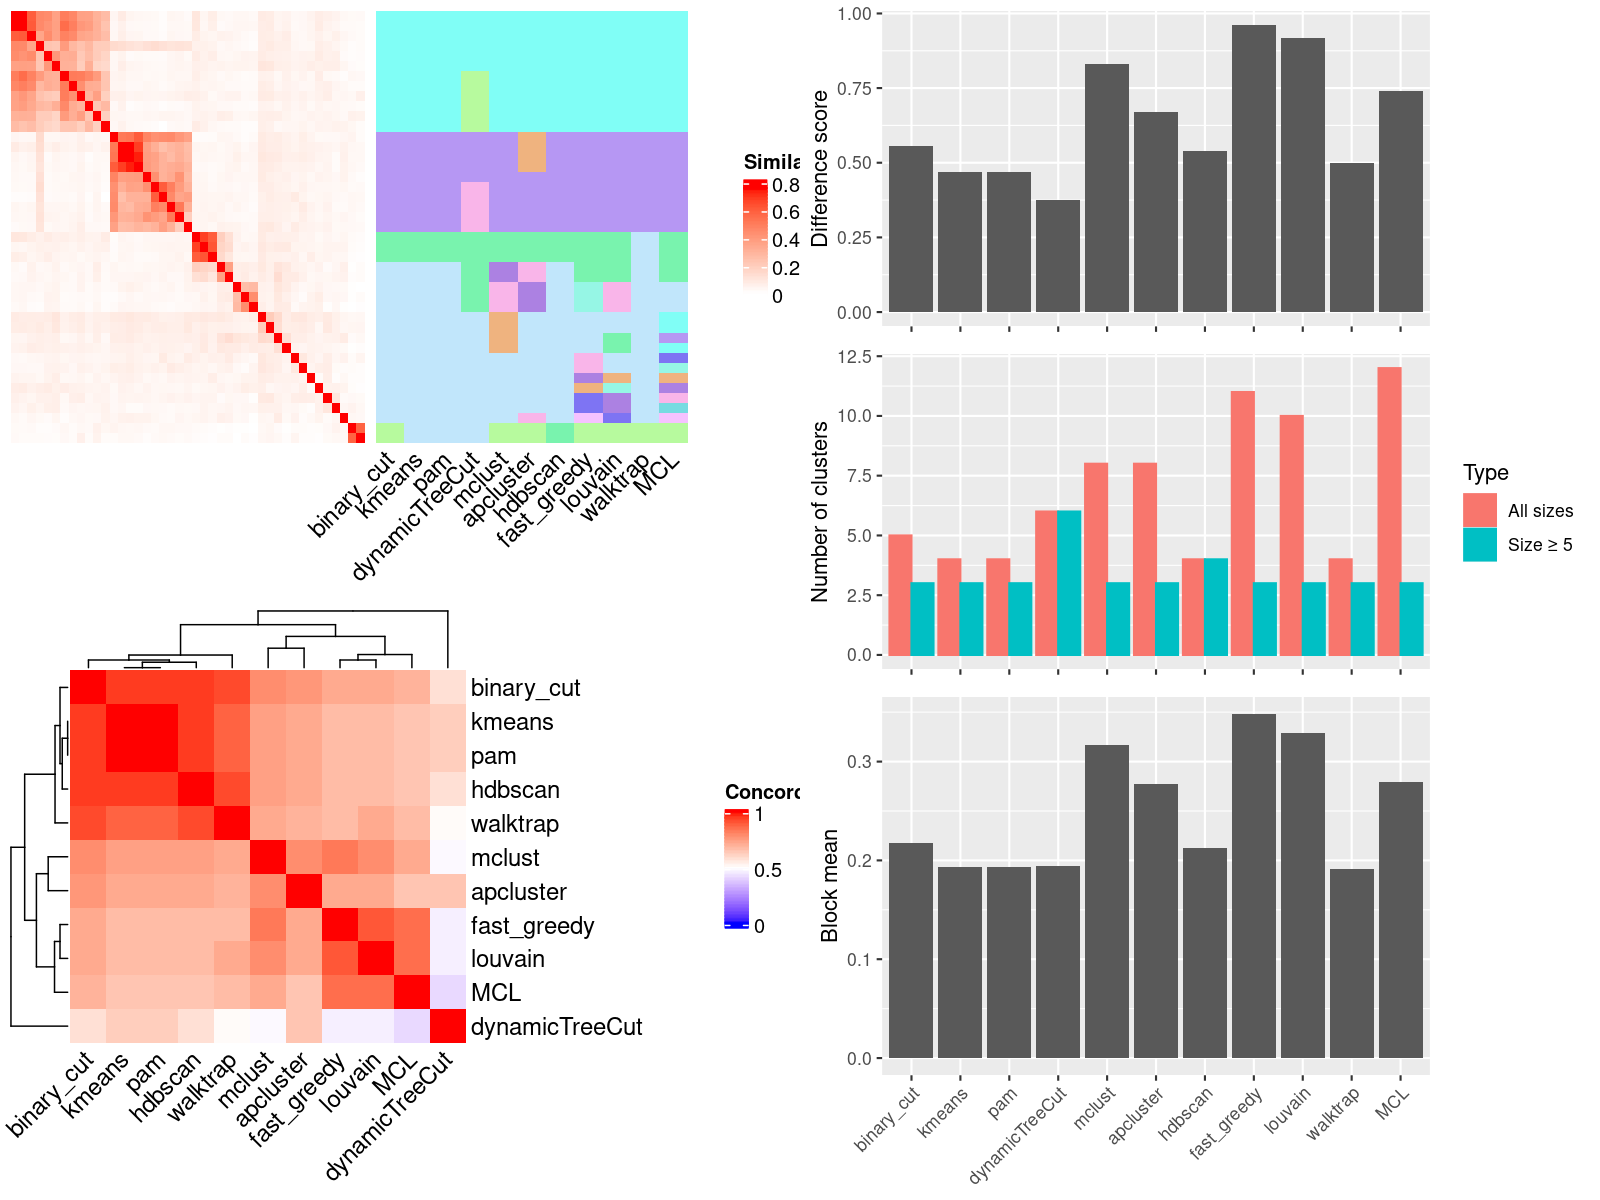 Simila
0.8
0.6
0.4
0.2
0
binary_cut
kmeans
pam
dynamicTreeCut
mclust
apcluster
hdbscan
fast_greedy
louvain
walktrap
MCL
binary_cut
kmeans
pam
hdbscan
walktrap
mclust
apcluster
fast_greedy
louvain
MCL
dynamicTreeCut
binary_cut
kmeans
pam
hdbscan
walktrap
mclust
apcluster
fast_greedy
louvain
MCL
dynamicTreeCut
Concord
1
0.5
0
Difference score
1.00
0.75
0.50
0.25
0.00
Number of clusters
12.5
10.0
7.5
5.0
2.5
0.0
Type
All sizes
Size ≥ 5
Block mean
0.3
0.2
0.1
0.0
binary_cut
kmeans
pam
dynamicTreeCut
mclust
apcluster
hdbscan
fast_greedy
louvain
walktrap
MCL